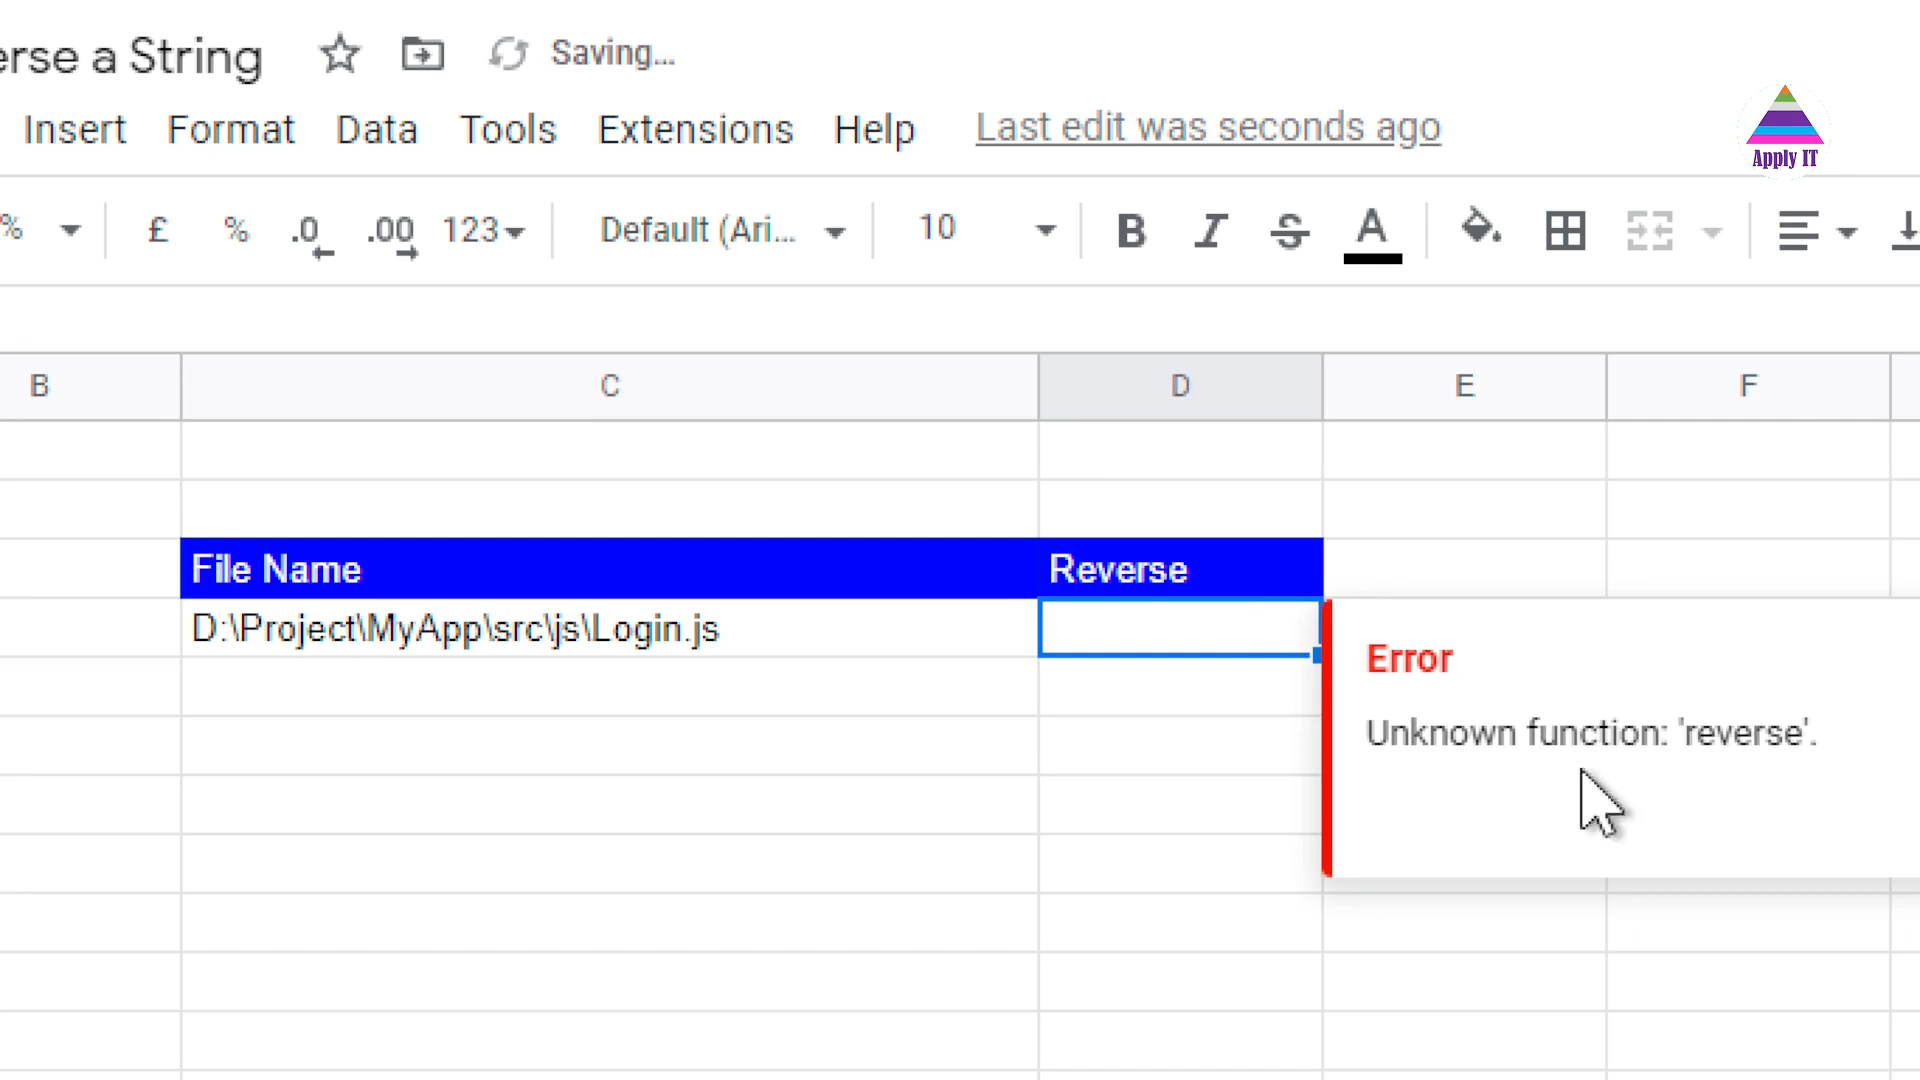 erse a String Saving...
Insert Format Data Tools Extensions Help Last edit was seconds ago
Apply IT
% £ % .0 .00 123 Default (Ari... 10 B I S A
B C D E F
File Name Reverse
D:\Project\MyApp\src\js\Login.js
Error
Unknown function: 'reverse'.